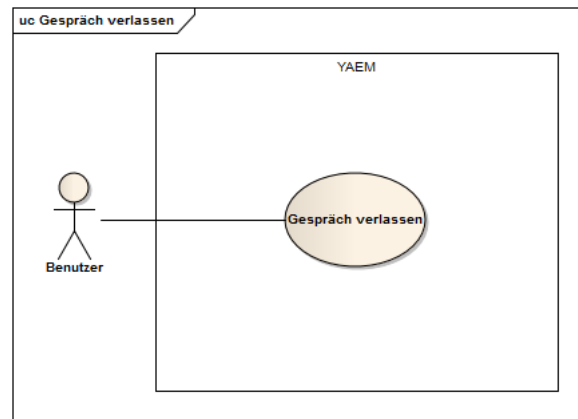 uc Gespräch verlassen
YAEM
Gespräch verlassen
Benutzer